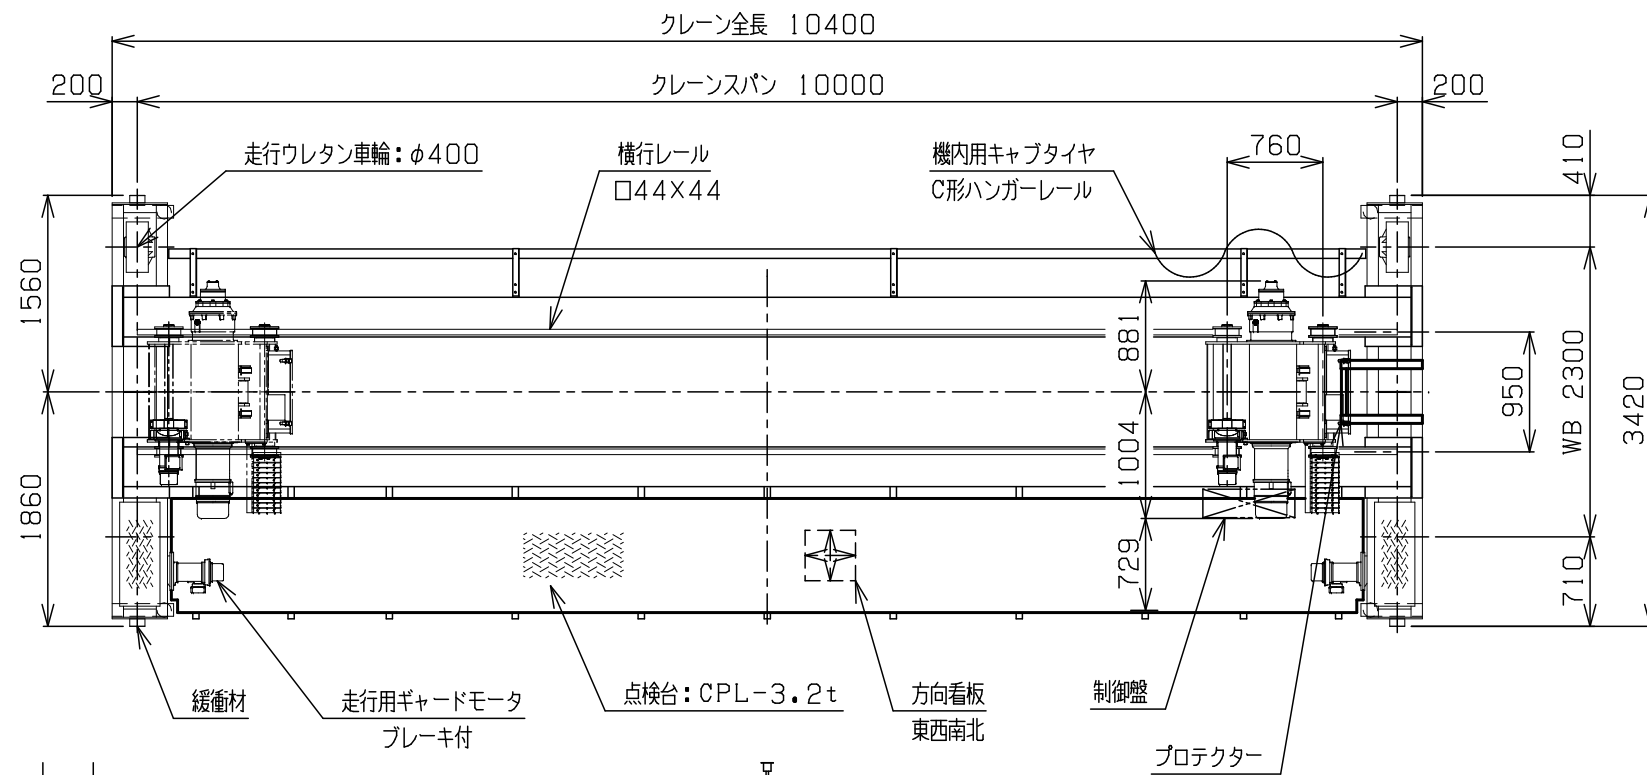 クレーン全長 10400
200
クレーンスパン 10000
200
走行ウレタン車輪:φ400
横行レール
□44×44
機内用キャブタイヤ
C形ハンガーレール
760
410
1560
881
950
WB 2300
3420
1004
1860
729
710
緩衝材
走行用ギャードモータ
ブレーキ付
点検台:CPL-3.2t
方向看板
東西南北
制御盤
プロテクター